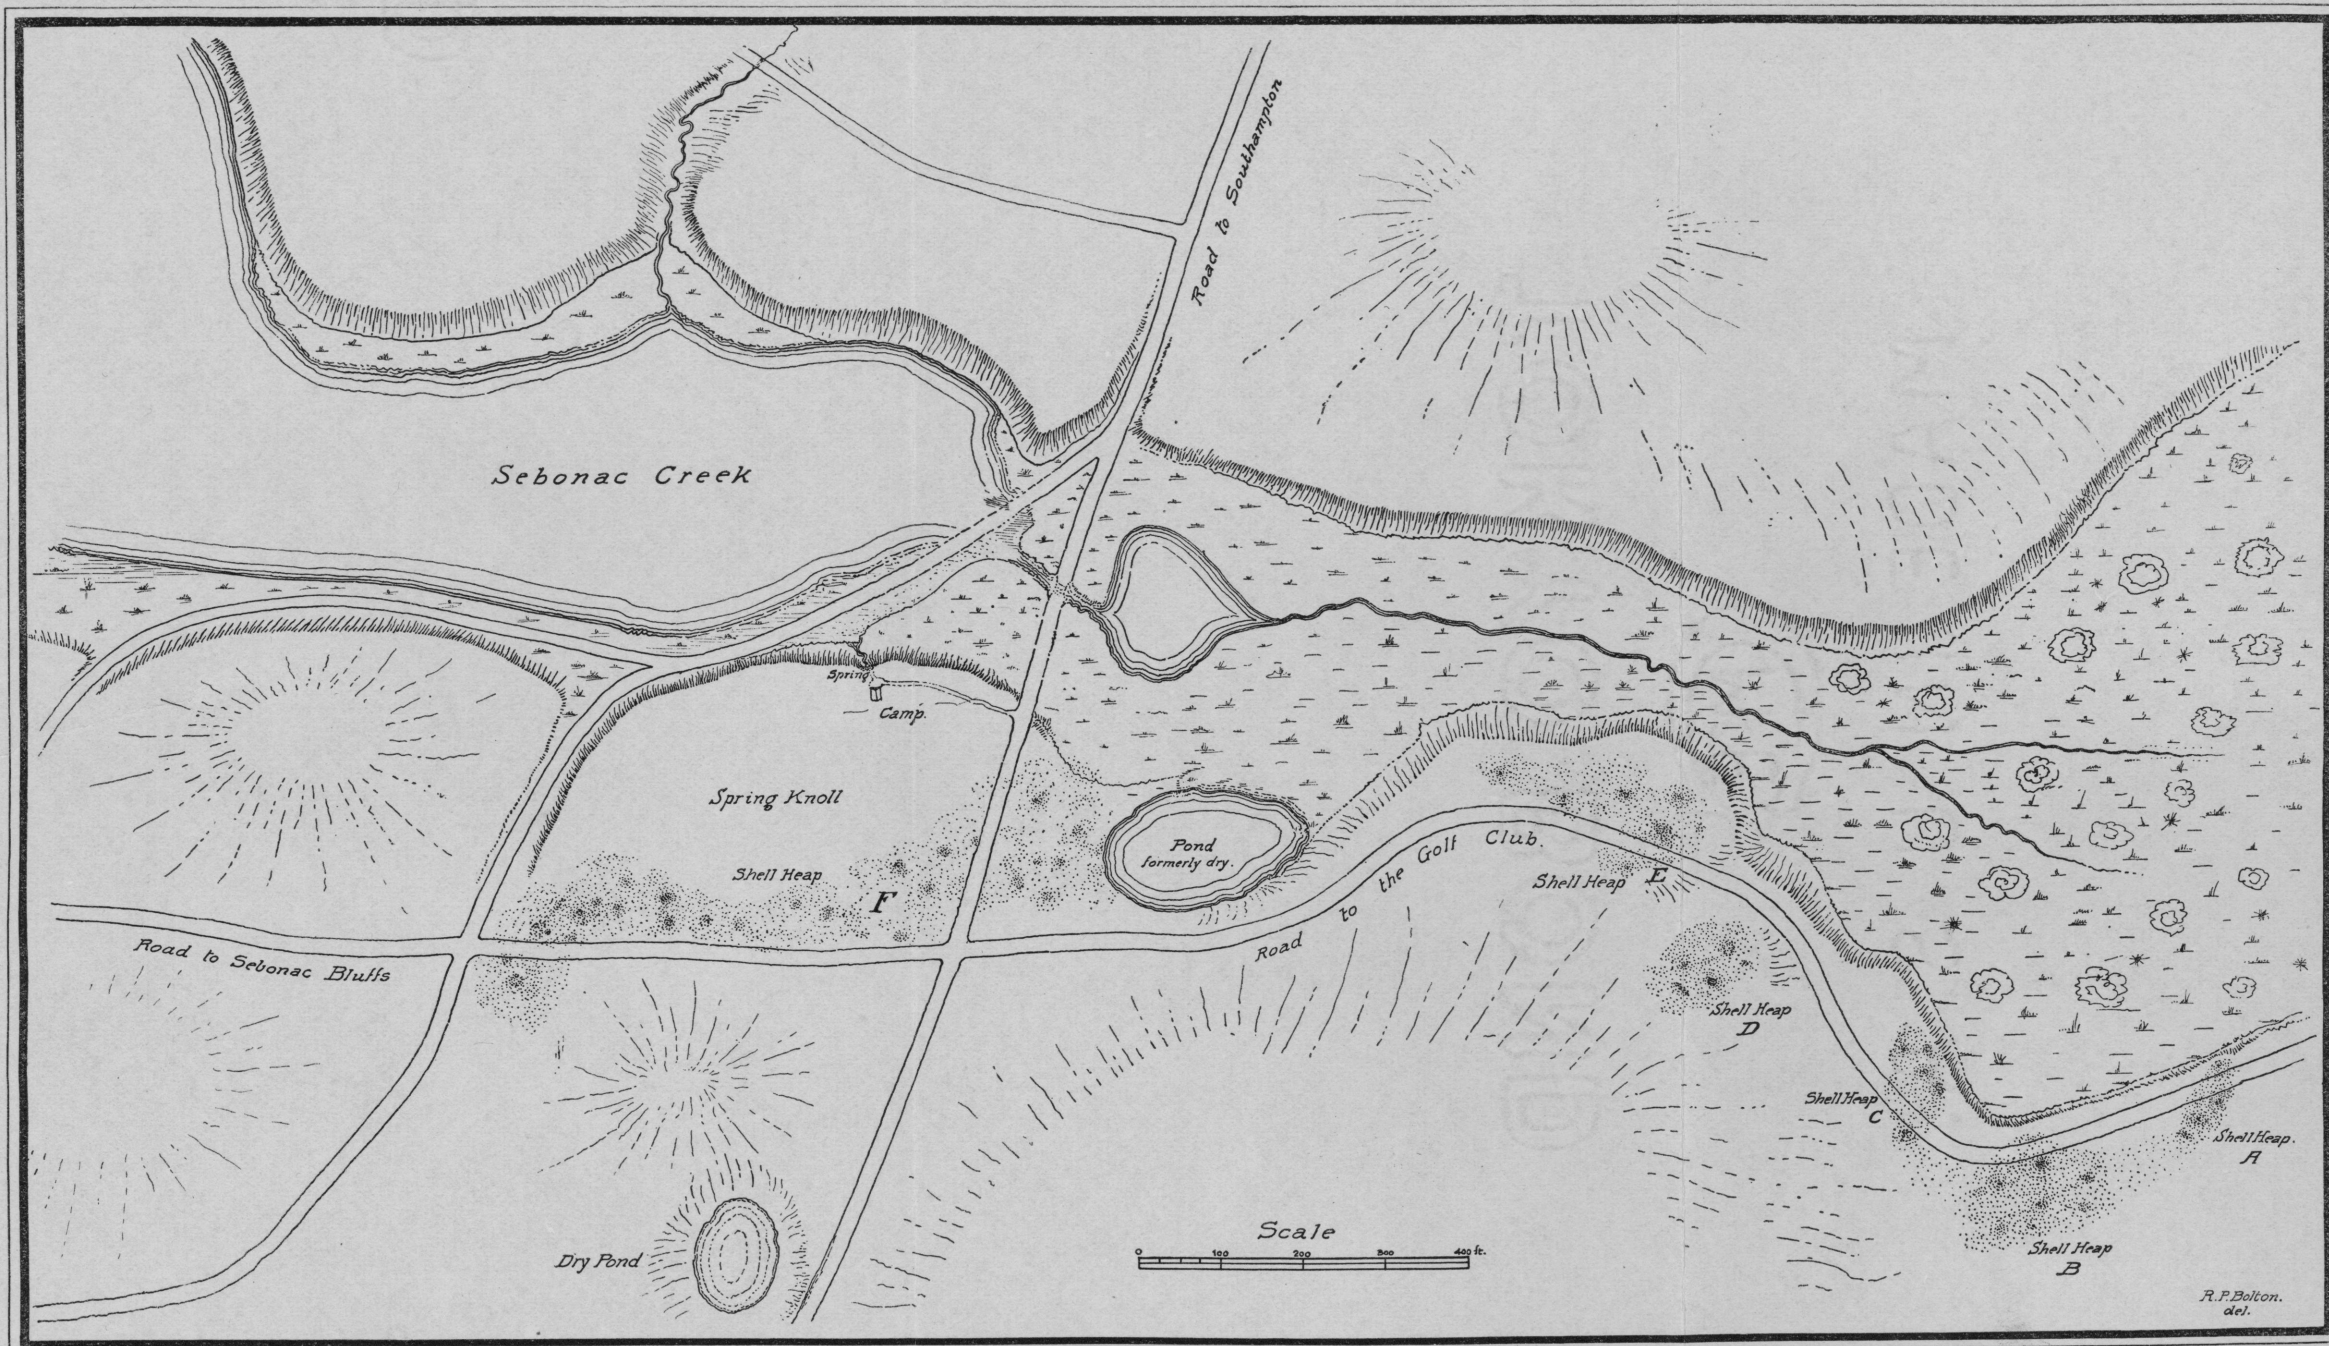 Road to Southampton
Sebonac Creek
Spring
Camp.
Spring Knoll
Shell Heap
F
Pond
formerly dry.
Road to the Golf Club.
Shell Heap E
Road to Sebonac Bluffs
Shell Heap
D
Shell Heap
C
Shell Heap.
A
Shell Heap
B
Dry Pond
Scale
0 100 200 300 400 ft.
R.P. Bolton.
del.